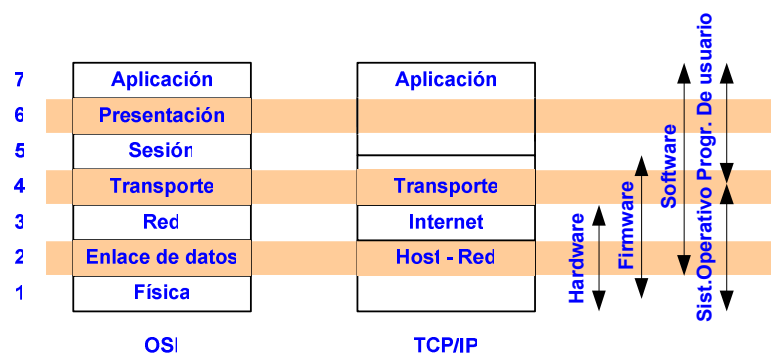 7 Aplicación Aplicación
6 Presentación
5 Sesión
4 Transporte Transporte
3 Red Internet
2 Enlace de datos Host - Red
1 Física
OSI TCP/IP
Hardware
Firmware
Software
Sist.Operativo Progr. De usuario